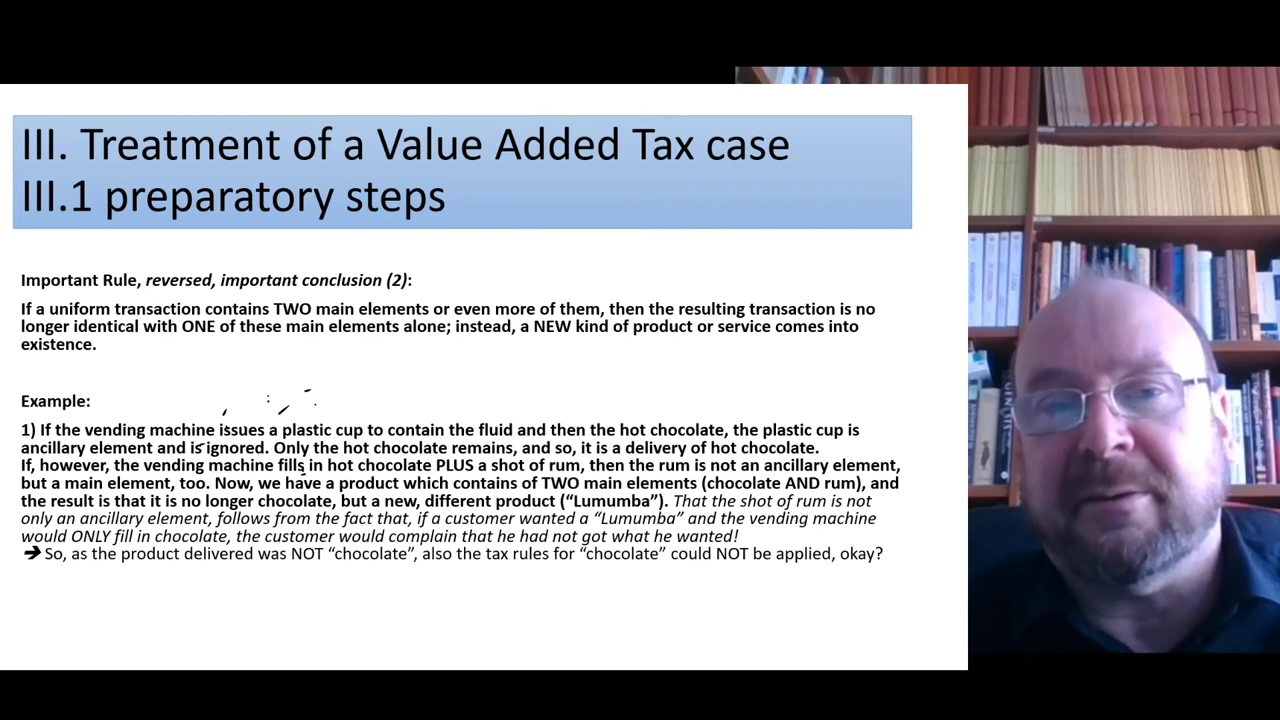 III. Treatment of a Value Added Tax case
III.1 preparatory steps
Important Rule, reversed, important conclusion (2):
If a uniform transaction contains TWO main elements or even more of them, then the resulting transaction is no
longer identical with ONE of these main elements alone; instead, a NEW kind of product or service comes into
existence.
Example:
1) If the vending machine issues a plastic cup to contain the fluid and then the hot chocolate, the plastic cup is
ancillary element and is ignored. Only the hot chocolate remains, and so, it is a delivery of hot chocolate.
If, however, the vending machine fills in hot chocolate PLUS a shot of rum, then the rum is not an ancillary element,
but a main element, too. Now, we have a product which contains of TWO main elements (chocolate AND rum), and
the result is that it is no longer chocolate, but a new, different product (“Lumumba”). That the shot of rum is not
only an ancillary element, follows from the fact that, if a customer wanted a “Lumumba” and the vending machine
would ONLY fill in chocolate, the customer would complain that he had not got what he wanted!
➔ So, as the product delivered was NOT “chocolate”, also the tax rules for “chocolate” could NOT be applied, okay?